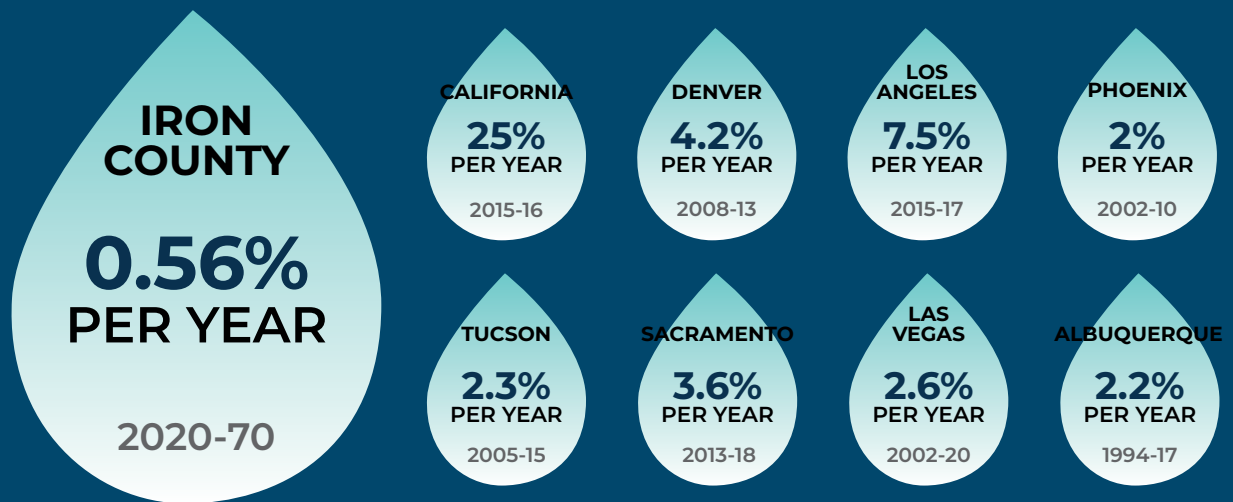 IRON
COUNTY
0.56%
PER YEAR
2020-70
CALIFORNIA
25%
PER YEAR
2015-16
DENVER
4.2%
PER YEAR
2008-13
LOS
ANGELES
7.5%
PER YEAR
2015-17
PHOENIX
2%
PER YEAR
2002-10
TUCSON
2.3%
PER YEAR
2005-15
SACRAMENTO
3.6%
PER YEAR
2013-18
LAS
VEGAS
2.6%
PER YEAR
2002-20
ALBUQUERQUE
2.2%
PER YEAR
1994-17